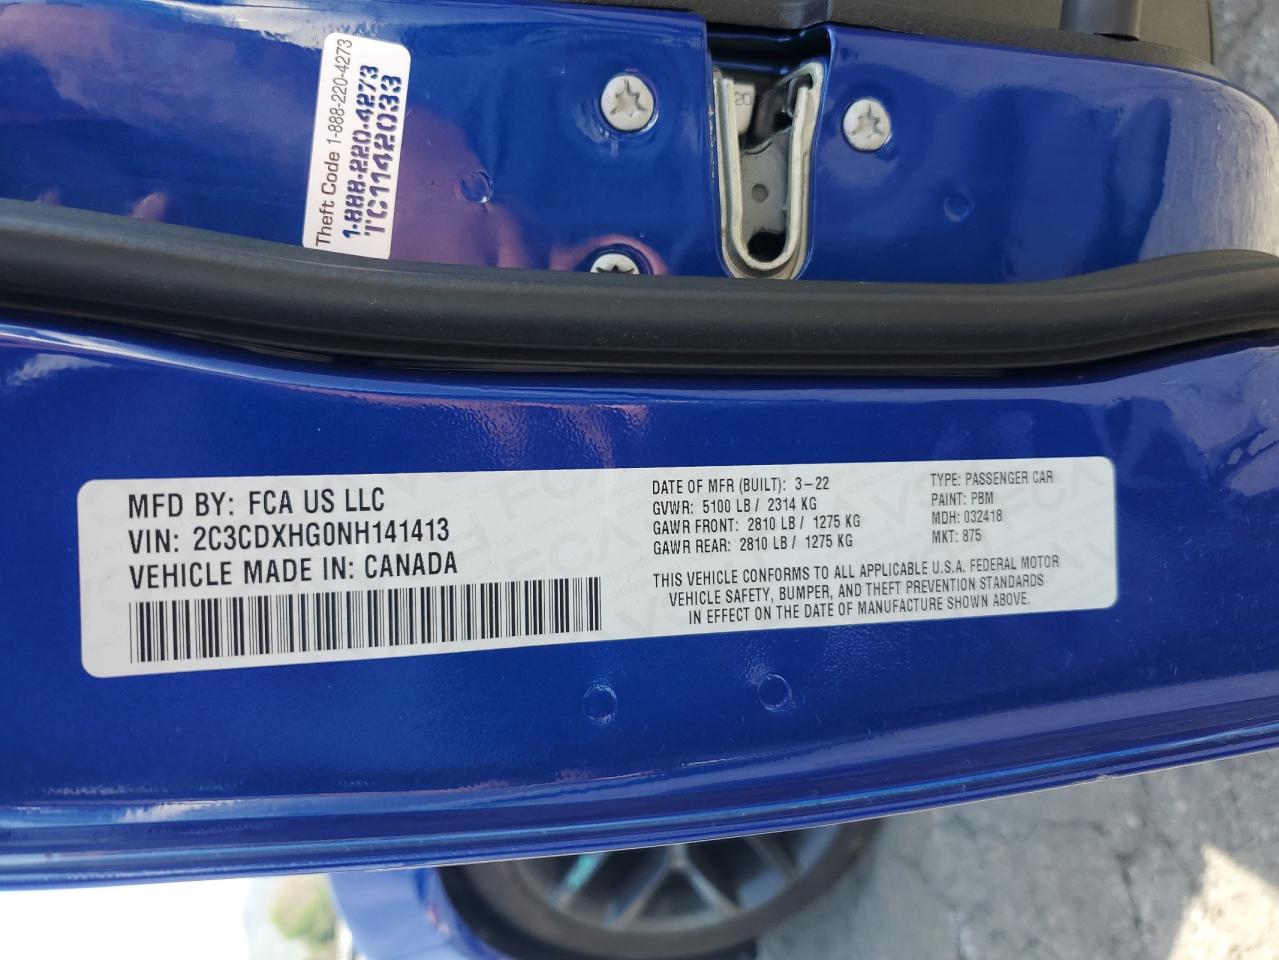 Theft Code 1-888-220-4273
1-888-220-4273
TC1142033
20
MFD BY: FCA US LLC
VIN: 2C3CDXHG0NH141413
VEHICLE MADE IN: CANADA
DATE OF MFR (BUILT): 3-22
GVWR: 5100 LB / 2314 KG
GAWR FRONT: 2810 LB / 1275 KG
GAWR REAR: 2810 LB / 1275 KG
TYPE: PASSENGER CAR
PAINT: PBM
MDH: 032418
MKT: 875
THIS VEHICLE CONFORMS TO ALL APPLICABLE U.S.A. FEDERAL MOTOR
VEHICLE SAFETY, BUMPER, AND THEFT PREVENTION STANDARDS
IN EFFECT ON THE DATE OF MANUFACTURE SHOWN ABOVE.